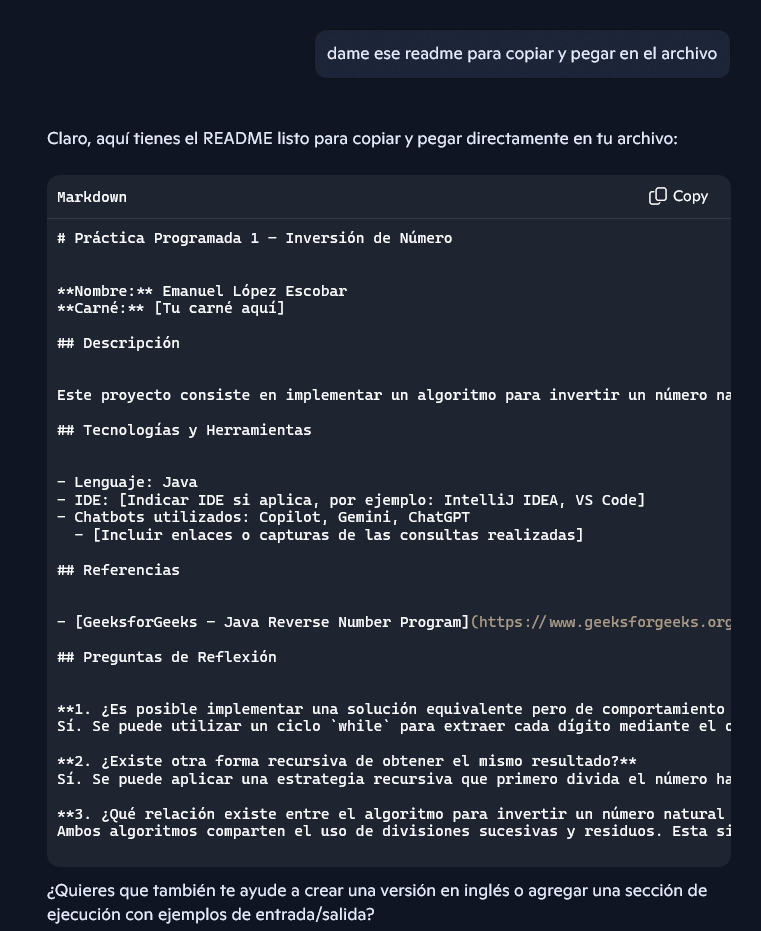 dame ese readme para copiar y pegar en el archivo
Claro, aquí tienes el README listo para copiar y pegar directamente en tu archivo:
Markdown
Copy
# Práctica Programada 1 – Inversión de Número
**Nombre:** Emanuel López Escobar
**Carné:** [Tu carné aquí]
## Descripción
Este proyecto consiste en implementar un algoritmo para invertir un número na
## Tecnologías y Herramientas
- Lenguaje: Java
- IDE: [Indicar IDE si aplica, por ejemplo: IntelliJ IDEA, VS Code]
- Chatbots utilizados: Copilot, Gemini, ChatGPT
- [Incluir enlaces o capturas de las consultas realizadas]
## Referencias
- [GeeksforGeeks – Java Reverse Number Program](https://www.geeksforgeeks.org
## Preguntas de Reflexión
**1. ¿Es posible implementar una solución equivalente pero de comportamiento
Sí. Se puede utilizar un ciclo `while` para extraer cada dígito mediante el o
**2. ¿Existe otra forma recursiva de obtener el mismo resultado?**
Sí. Se puede aplicar una estrategia recursiva que primero divida el número ha
**3. ¿Qué relación existe entre el algoritmo para invertir un número natural
Ambos algoritmos comparten el uso de divisiones sucesivas y residuos. Esta si
¿Quieres que también te ayude a crear una versión en inglés o agregar una sección de
ejecución con ejemplos de entrada/salida?